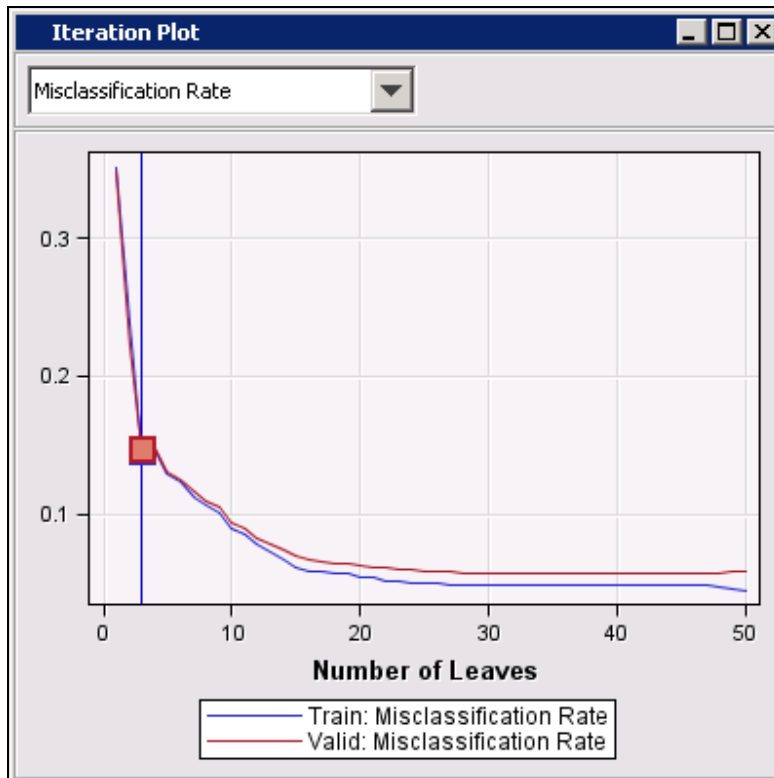 Iteration Plot
Misclassification Rate
0.3
0.2
0.1
0 10 20 30 40 50
Number of Leaves
Train: Misclassification Rate
Valid: Misclassification Rate